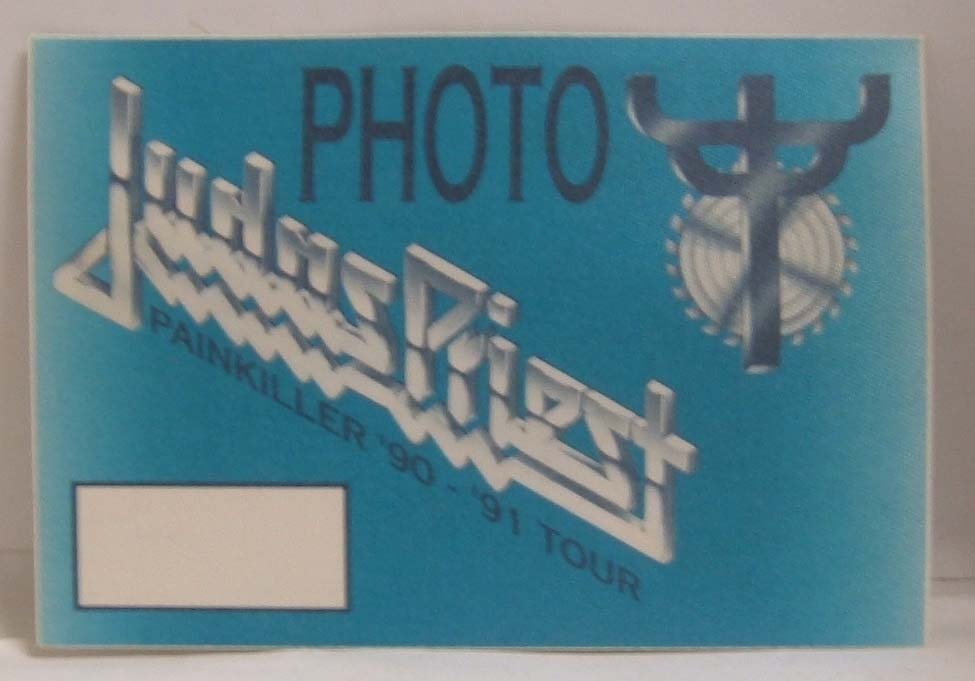 PHOTO
Judas Priest
PAINKILLER '90 - '91 TOUR